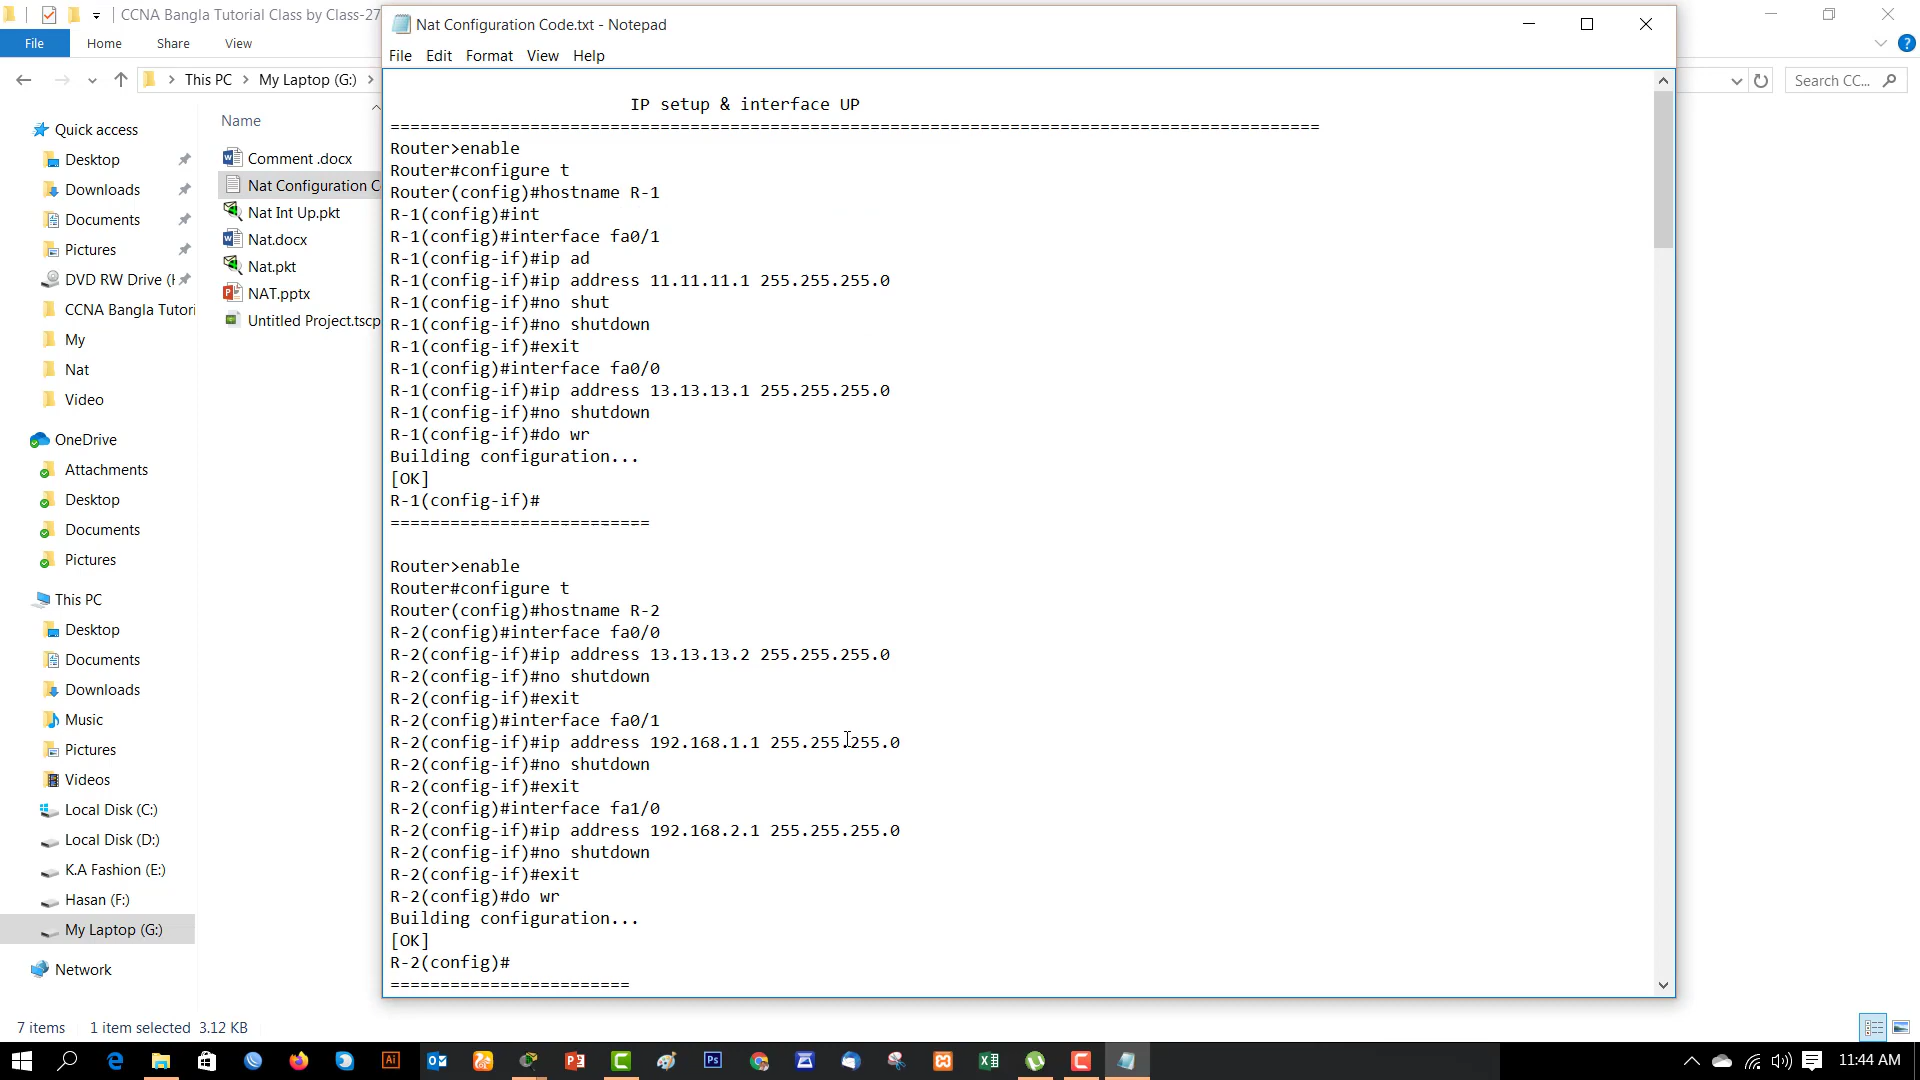 CCNA Bangla Tutorial Class by Class-27
File
Home
Share
View
This PC
My Laptop (G:)
Search CC...
Quick access
Desktop
Downloads
Documents
Pictures
DVD RW Drive (H
CCNA Bangla Tutori
My
Nat
Video
OneDrive
Attachments
Desktop
Documents
Pictures
This PC
Desktop
Documents
Downloads
Music
Pictures
Videos
Local Disk (C:)
Local Disk (D:)
K.A Fashion (E:)
Hasan (F:)
My Laptop (G:)
Network
Name
Comment .docx
Nat Configuration C
Nat Int Up.pkt
Nat.docx
Nat.pkt
NAT.pptx
Untitled Project.tscp
7 items 1 item selected 3.12 KB
Nat Configuration Code.txt - Notepad
File Edit Format View Help
IP setup & interface UP
=============================================================================================
Router>enable
Router#configure t
Router(config)#hostname R-1
R-1(config)#int
R-1(config)#interface fa0/1
R-1(config-if)#ip ad
R-1(config-if)#ip address 11.11.11.1 255.255.255.0
R-1(config-if)#no shut
R-1(config-if)#no shutdown
R-1(config-if)#exit
R-1(config)#interface fa0/0
R-1(config-if)#ip address 13.13.13.1 255.255.255.0
R-1(config-if)#no shutdown
R-1(config-if)#do wr
Building configuration...
[OK]
R-1(config-if)#
==========================
Router>enable
Router#configure t
Router(config)#hostname R-2
R-2(config)#interface fa0/0
R-2(config-if)#ip address 13.13.13.2 255.255.255.0
R-2(config-if)#no shutdown
R-2(config-if)#exit
R-2(config)#interface fa0/1
R-2(config-if)#ip address 192.168.1.1 255.255.255.0
R-2(config-if)#no shutdown
R-2(config-if)#exit
R-2(config)#interface fa1/0
R-2(config-if)#ip address 192.168.2.1 255.255.255.0
R-2(config-if)#no shutdown
R-2(config-if)#exit
R-2(config)#do wr
Building configuration...
[OK]
R-2(config)#
========================
11:44 AM